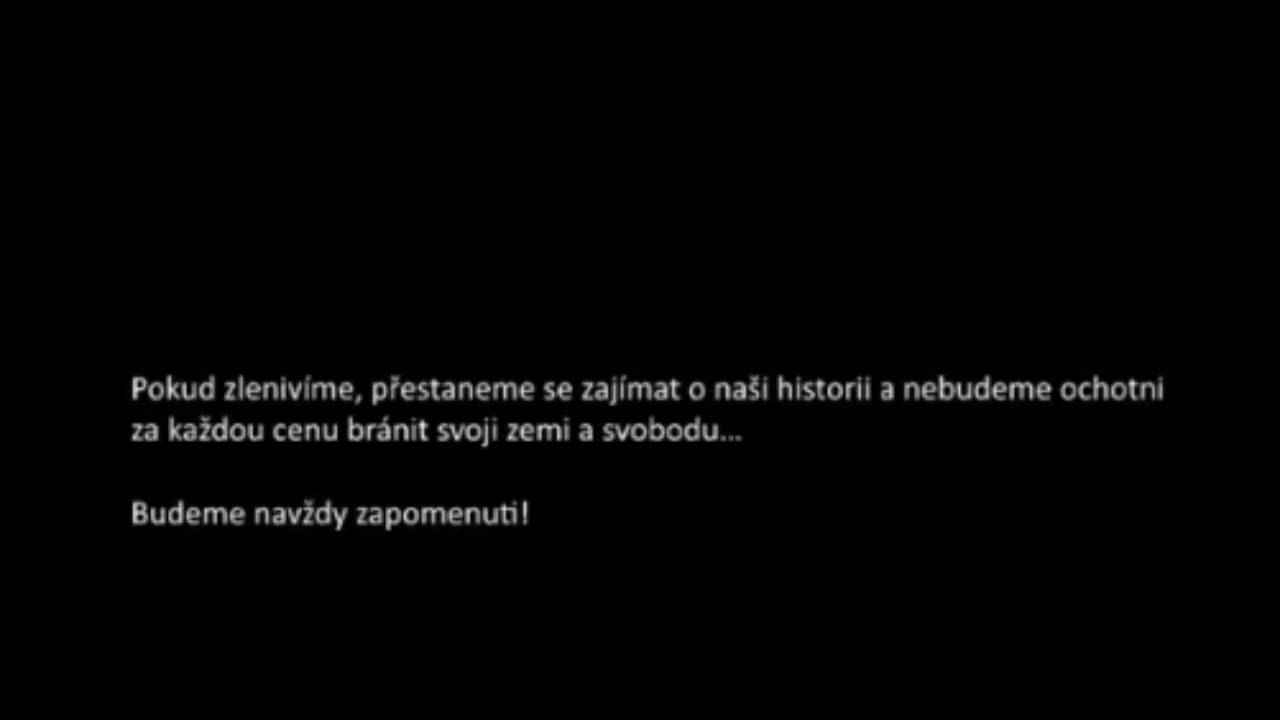 Pokud zlenivíme, přestaneme se zajímat o naši historii a nebudeme ochotni
za každou cenu bránit svoji zemi a svobodu...
Budeme navždy zapomenuti!